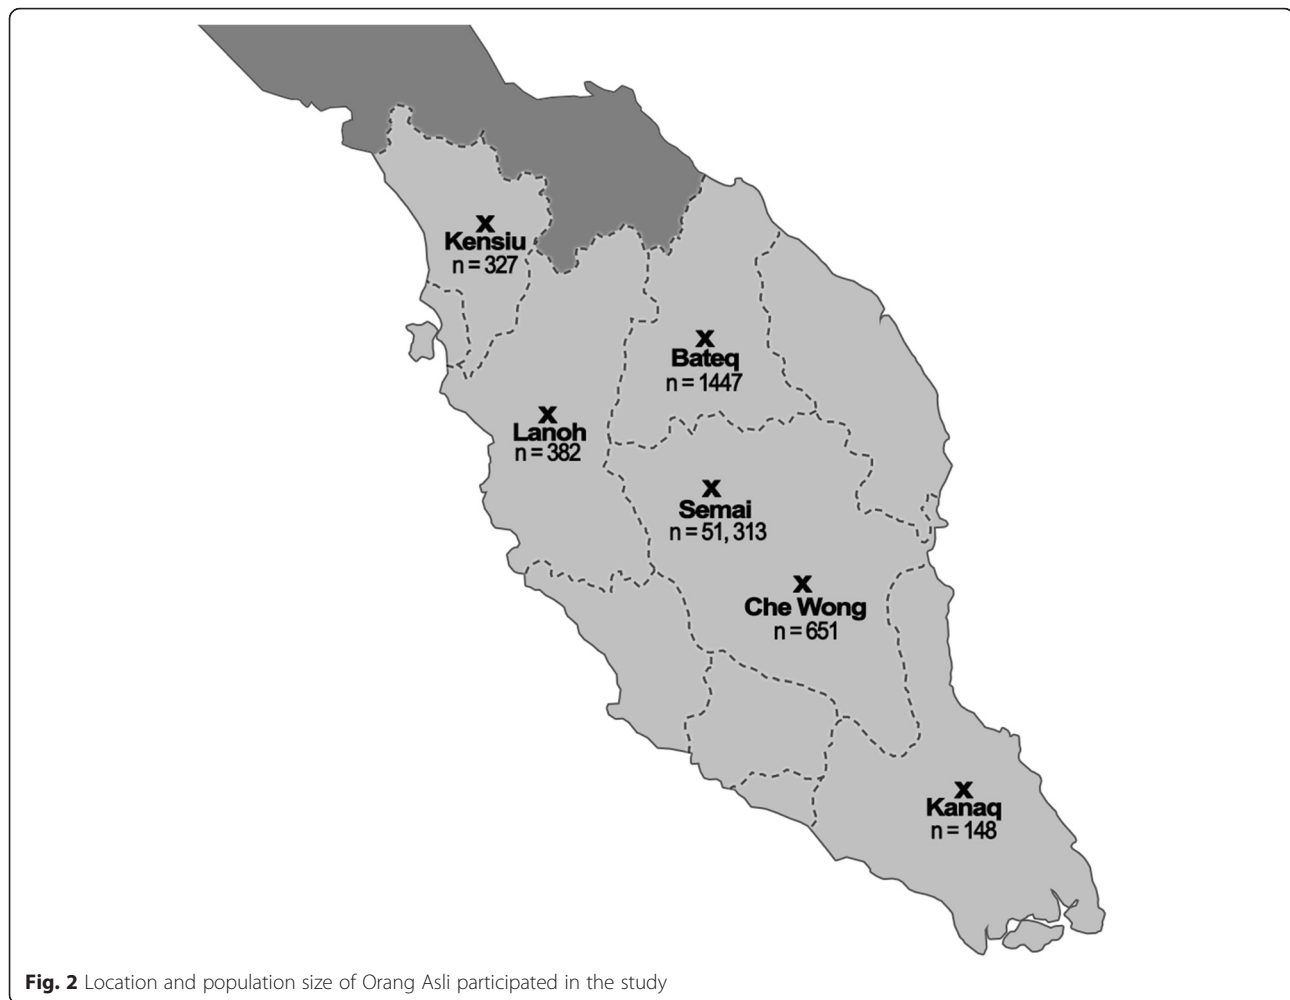 X
Kensiu
n = 327
X
Bateq
n = 1447
X
Lanoh
n = 382
X
Semai
n = 51, 313
X
Che Wong
n = 651
X
Kanaq
n = 148
Fig. 2 Location and population size of Orang Asli participated in the study